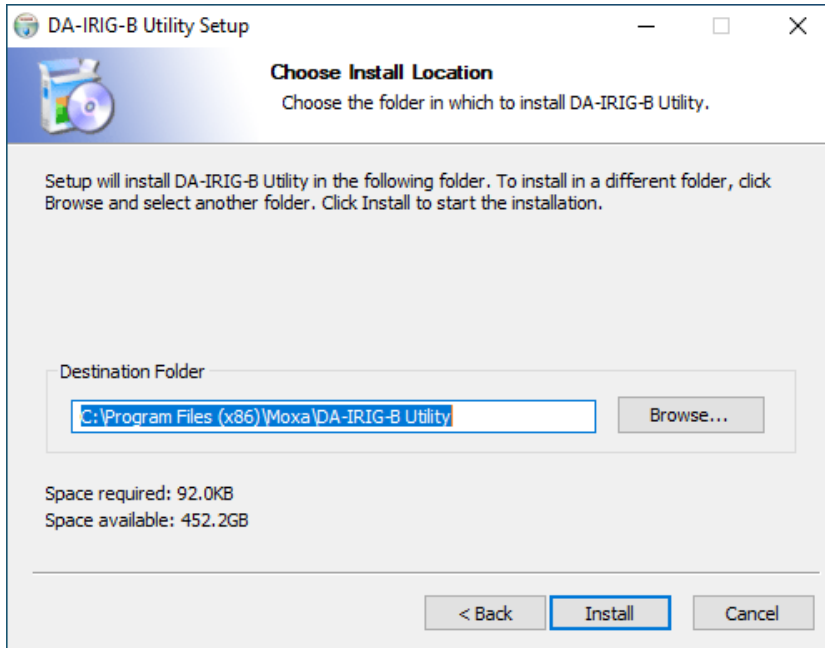 DA-IRIG-B Utility Setup
Choose Install Location
Choose the folder in which to install DA-IRIG-B Utility.
Setup will install DA-IRIG-B Utility in the following folder. To install in a different folder, click
Browse and select another folder. Click Install to start the installation.
Destination Folder
C:\Program Files (x86)\Moxa\DA-IRIG-B Utility
Browse...
Space required: 92.0KB
Space available: 452.2GB
< Back
Install
Cancel